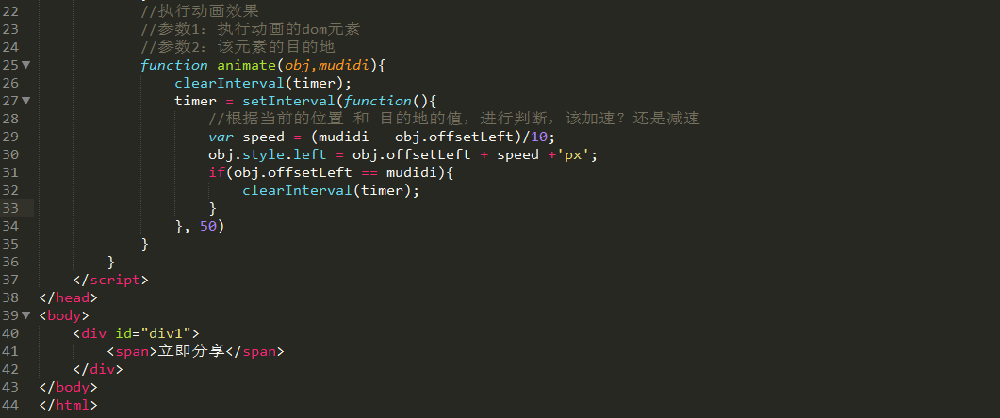 22 //执行动画效果
23 //参数1：执行动画的dom元素
24 //参数2：该元素的目的地
25 function animate(obj,mudidi){
26 clearInterval(timer);
27 timer = setInterval(function(){
28 //根据当前的位置 和 目的地的值，进行判断，该加速？还是减速
29 var speed = (mudidi - obj.offsetLeft)/10;
30 obj.style.left = obj.offsetLeft + speed +'px';
31 if(obj.offsetLeft == mudidi){
32 clearInterval(timer);
33 }
34 }, 50)
35 }
36 }
37 </script>
38 </head>
39 <body>
40 <div id="div1">
41 <span>立即分享</span>
42 </div>
43 </body>
44 </html>